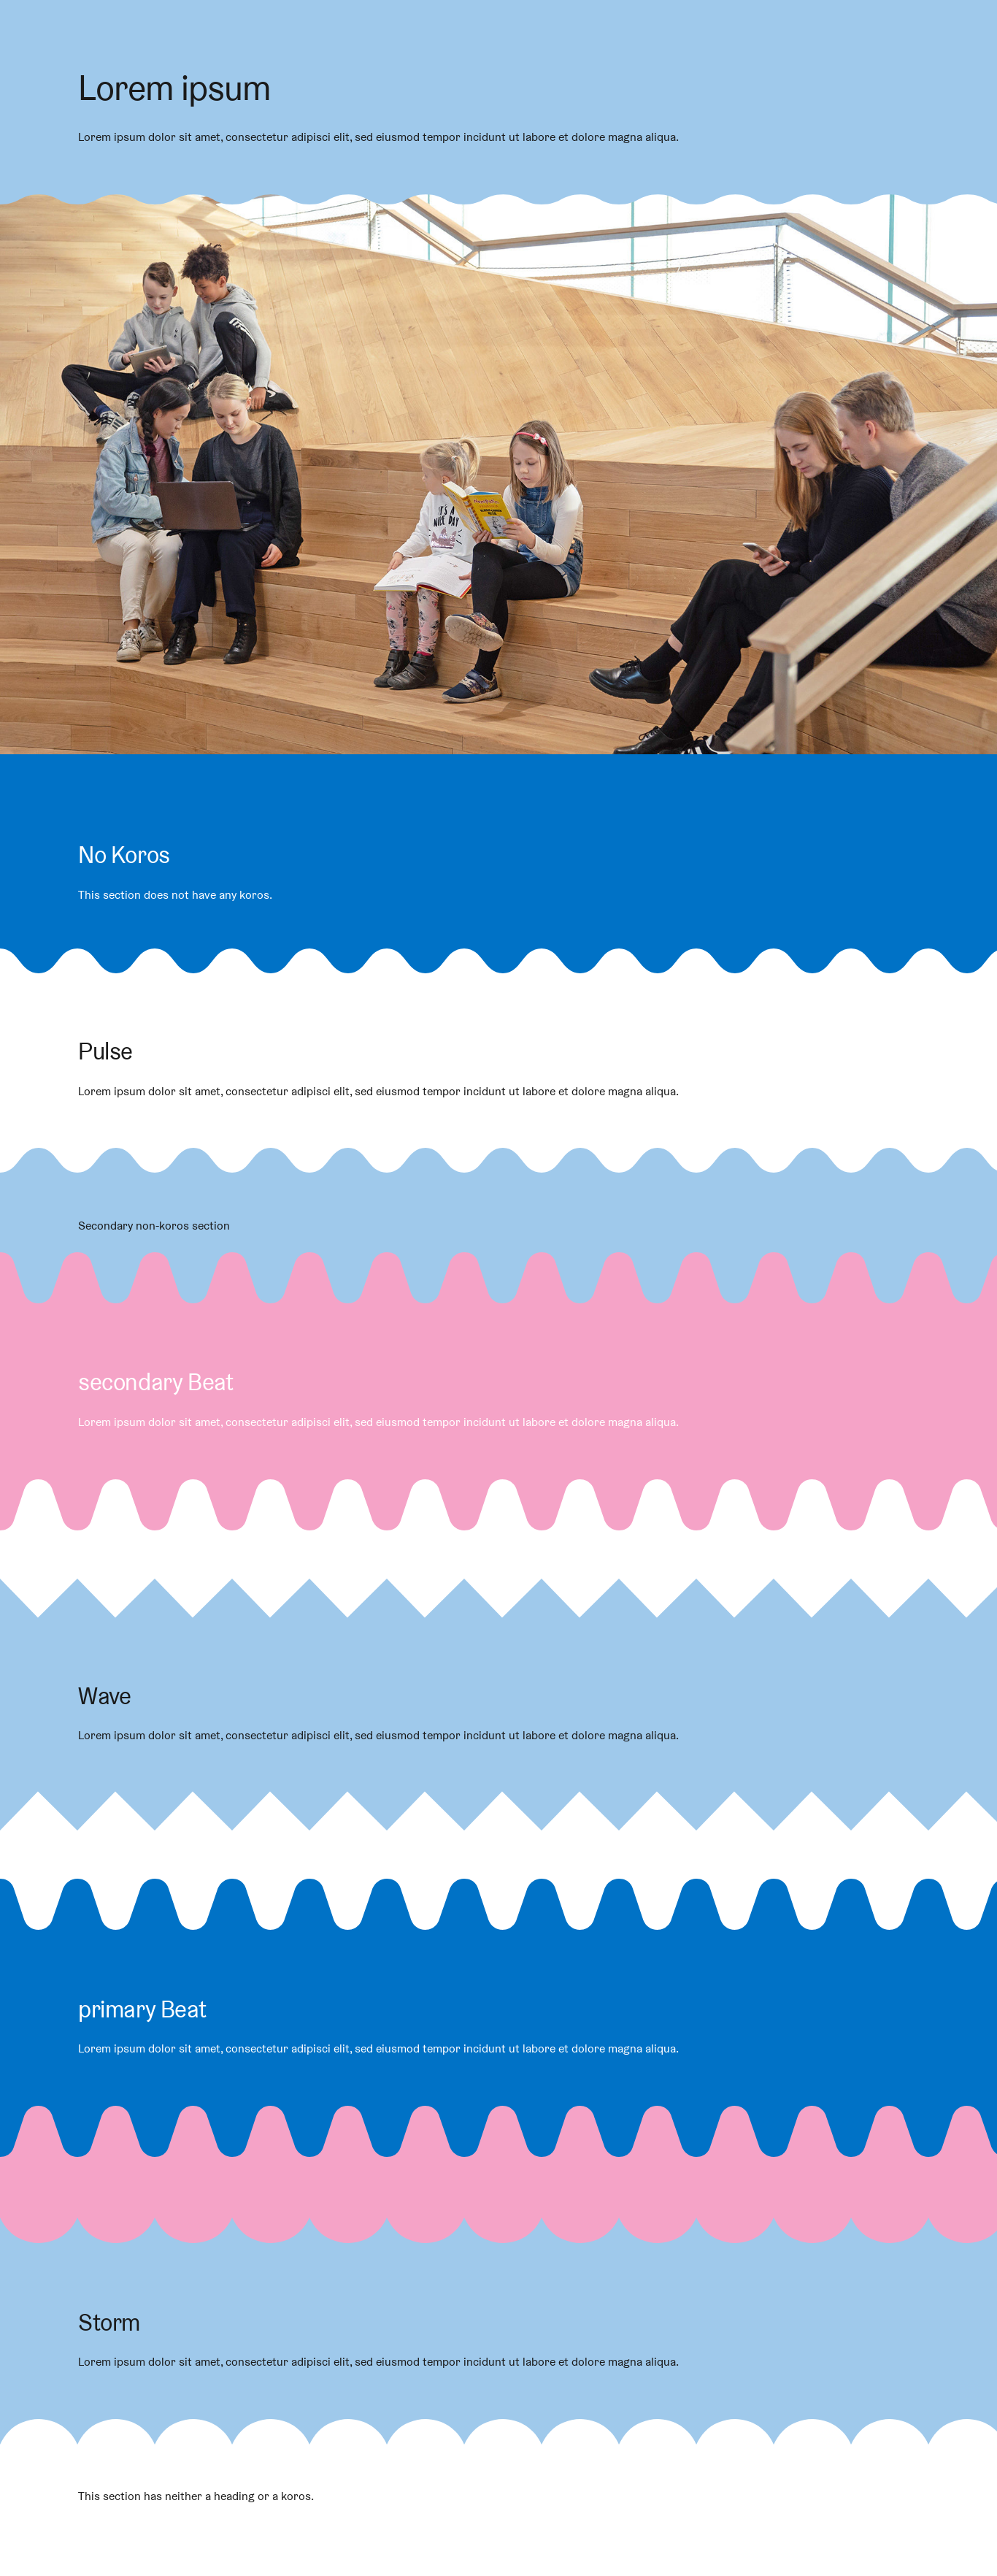 Lorem ipsum
Lorem ipsum dolor sit amet, consectetur adipisci elit, sed eiusmod tempor incidunt ut labore et dolore magna aliqua.
IT'S A
NICE DAY
No Koros
This section does not have any koros.
Pulse
Lorem ipsum dolor sit amet, consectetur adipisci elit, sed eiusmod tempor incidunt ut labore et dolore magna aliqua.
Secondary non-koros section
secondary Beat
Lorem ipsum dolor sit amet, consectetur adipisci elit, sed eiusmod tempor incidunt ut labore et dolore magna aliqua.
Wave
Lorem ipsum dolor sit amet, consectetur adipisci elit, sed eiusmod tempor incidunt ut labore et dolore magna aliqua.
primary Beat
Lorem ipsum dolor sit amet, consectetur adipisci elit, sed eiusmod tempor incidunt ut labore et dolore magna aliqua.
Storm
Lorem ipsum dolor sit amet, consectetur adipisci elit, sed eiusmod tempor incidunt ut labore et dolore magna aliqua.
This section has neither a heading or a koros.